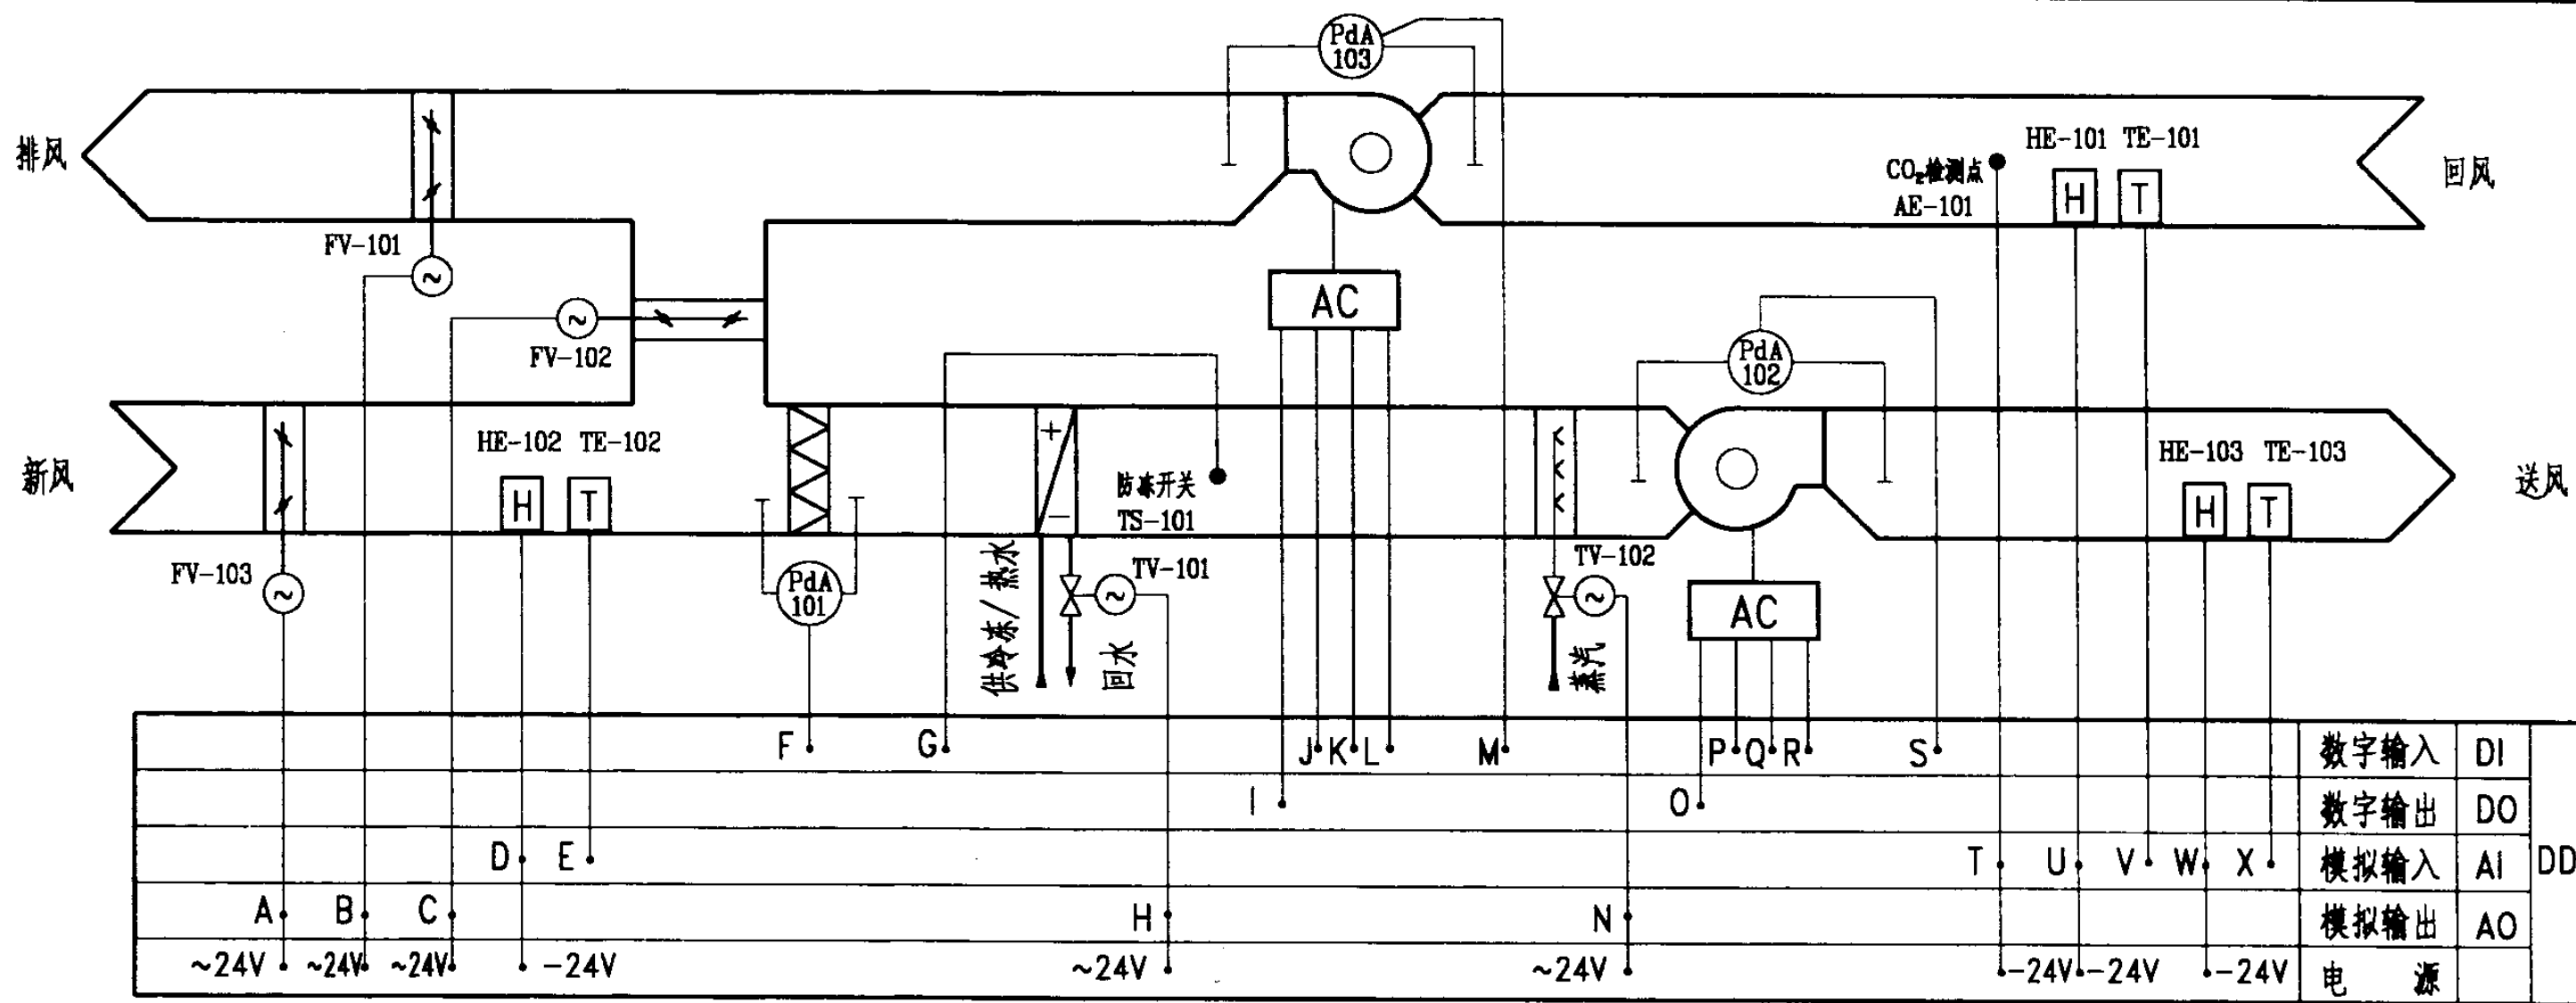 PdA
103
排风
HE-101 TE-101
CO₂检测点
AE-101
H
T
回风
FV-101
~
AC
~
FV-102
PdA
102
新风
HE-102 TE-102
H
T
+
−
防冻开关
TS-101
HE-103 TE-103
H
T
送风
FV-103
~
PdA
101
供冷冻/热水
回水
TV-101
~
TV-102
~
蒸汽
AC
F G J K L M P Q R S 数字输入 DI
I O 数字输出 DO
D E T U V W X 模拟输入 AI DD
A B C H N 模拟输出 AO
~24V ~24V ~24V -24V ~24V ~24V -24V -24V -24V 电 源